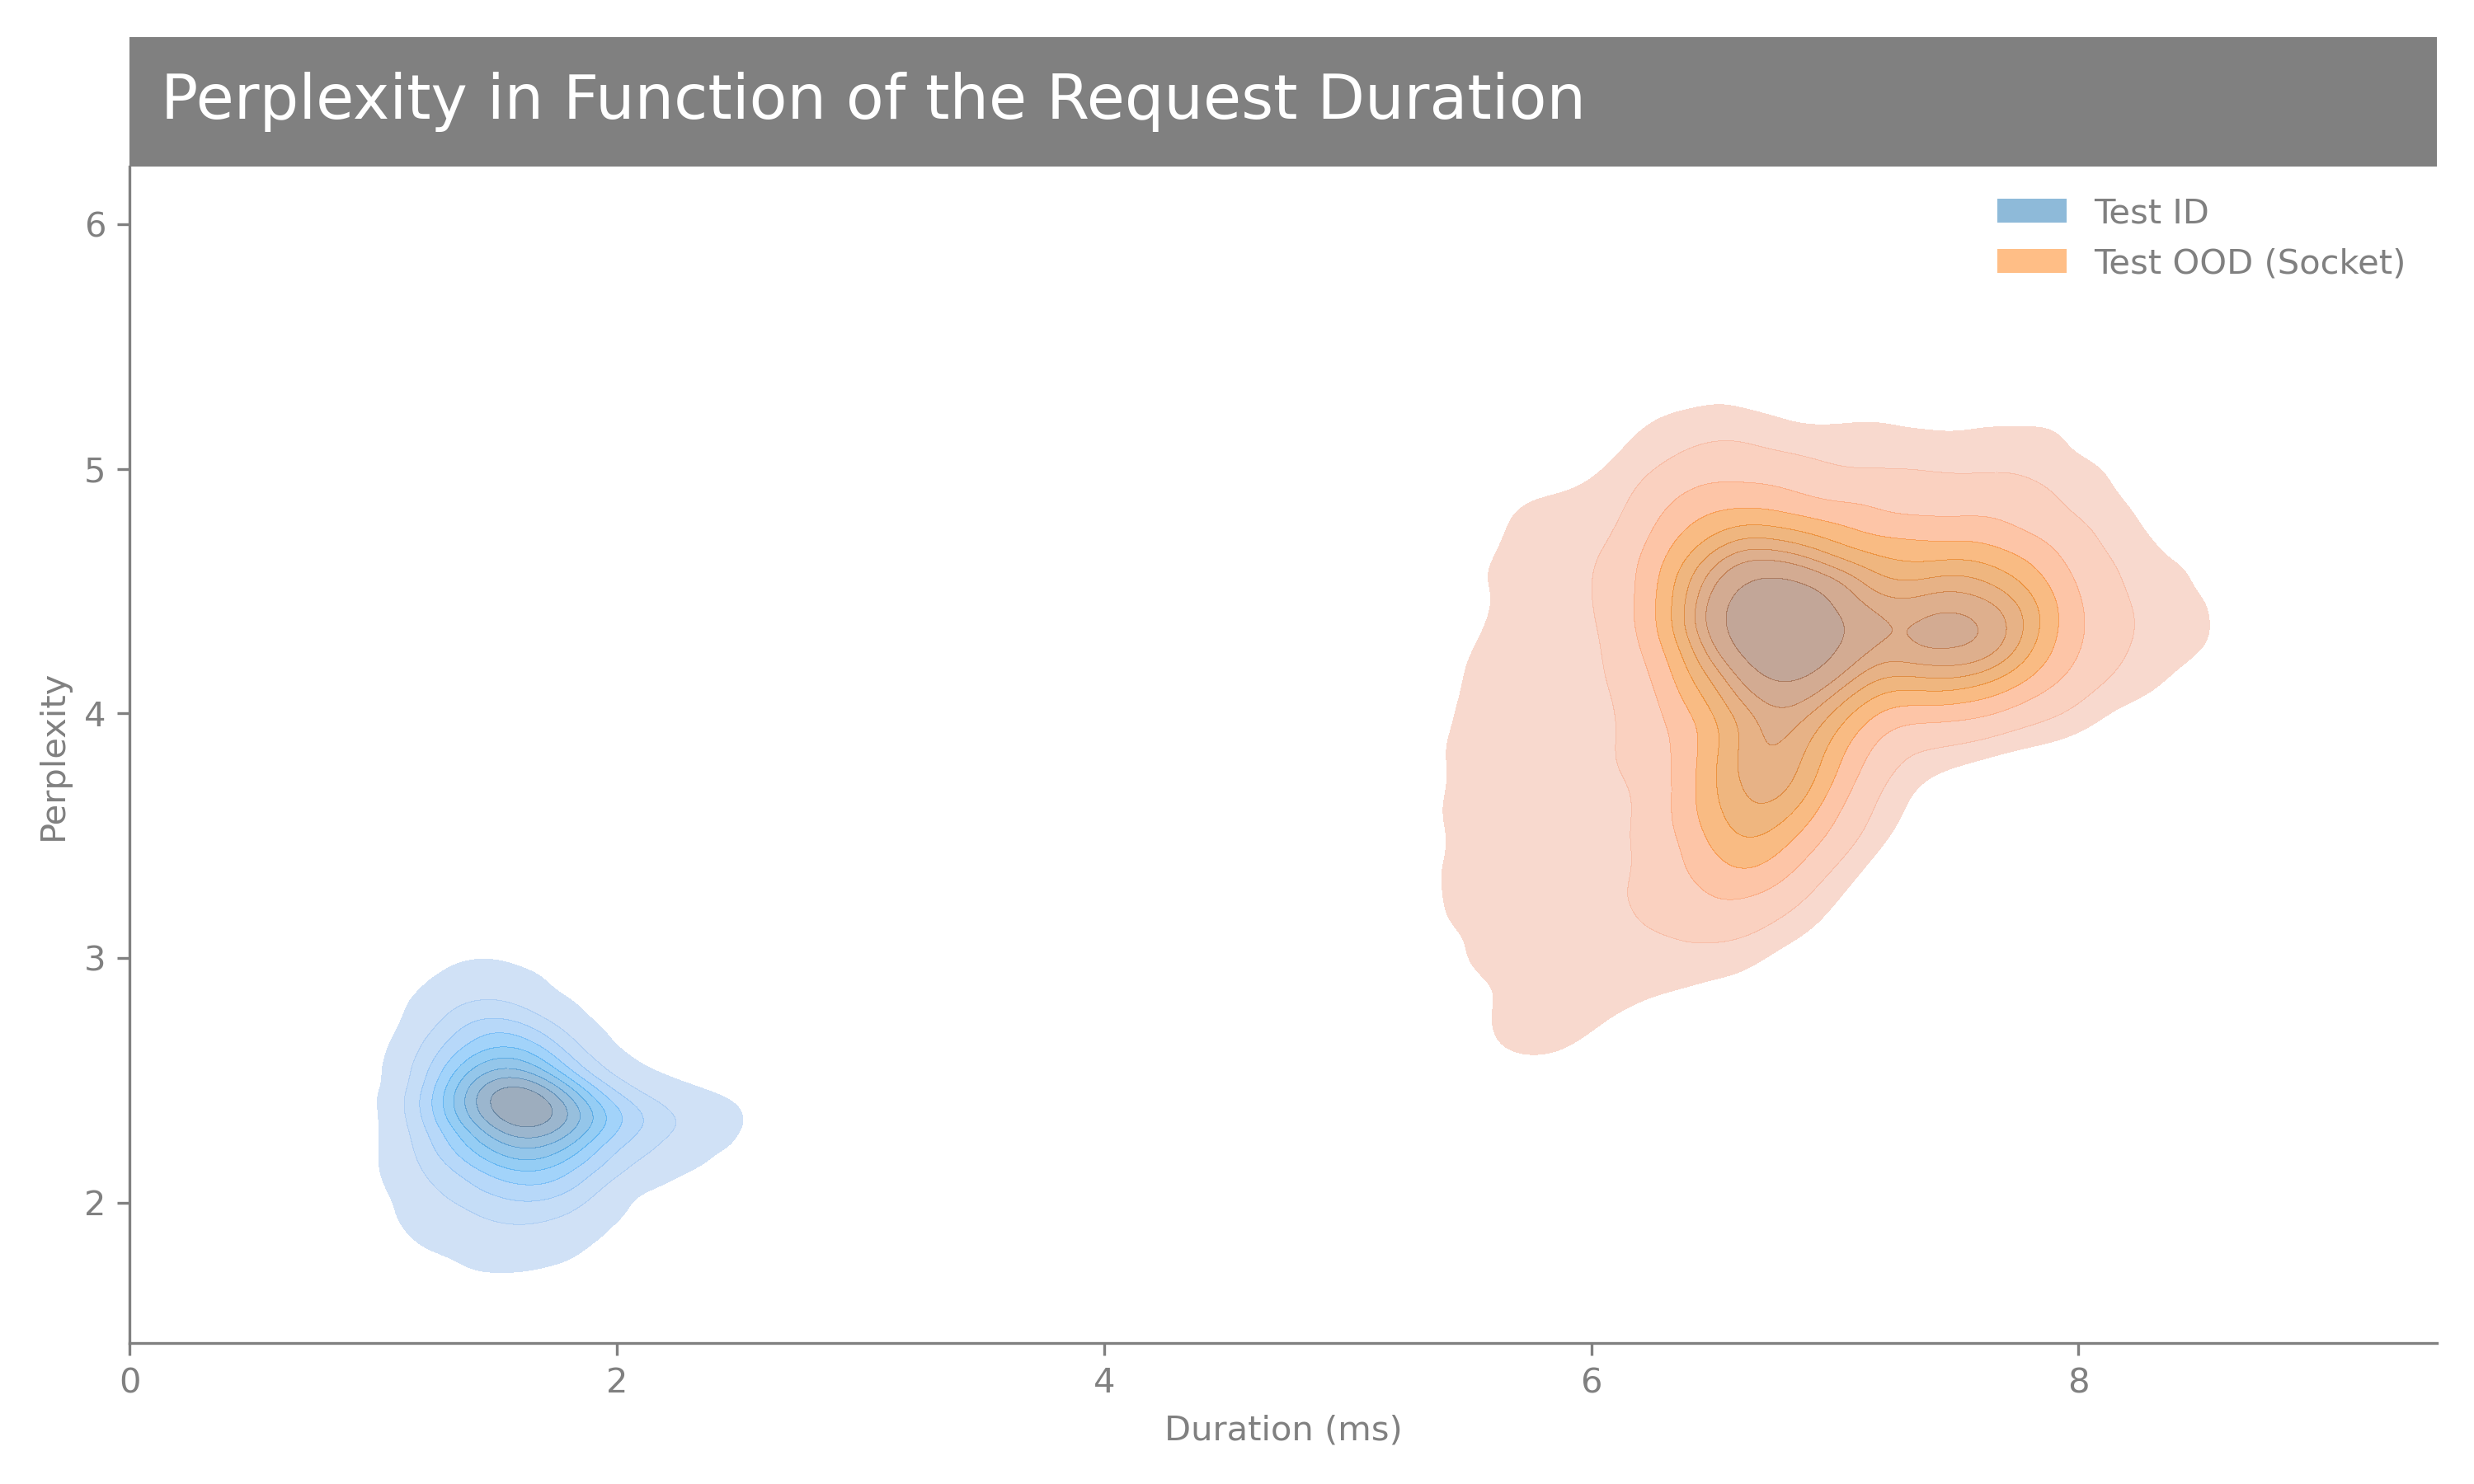 Perplexity in Function of the Request Duration
Test ID
Test OOD (Socket)
6
5
4
3
2
Perplexity
0 2 4 6 8
Duration (ms)